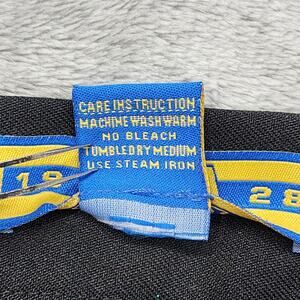 CARE INSTRUCTION
MACHINE WASH WARM
NO BLEACH
TUMBLE DRY MEDIUM
USE STEAM IRON
19
28